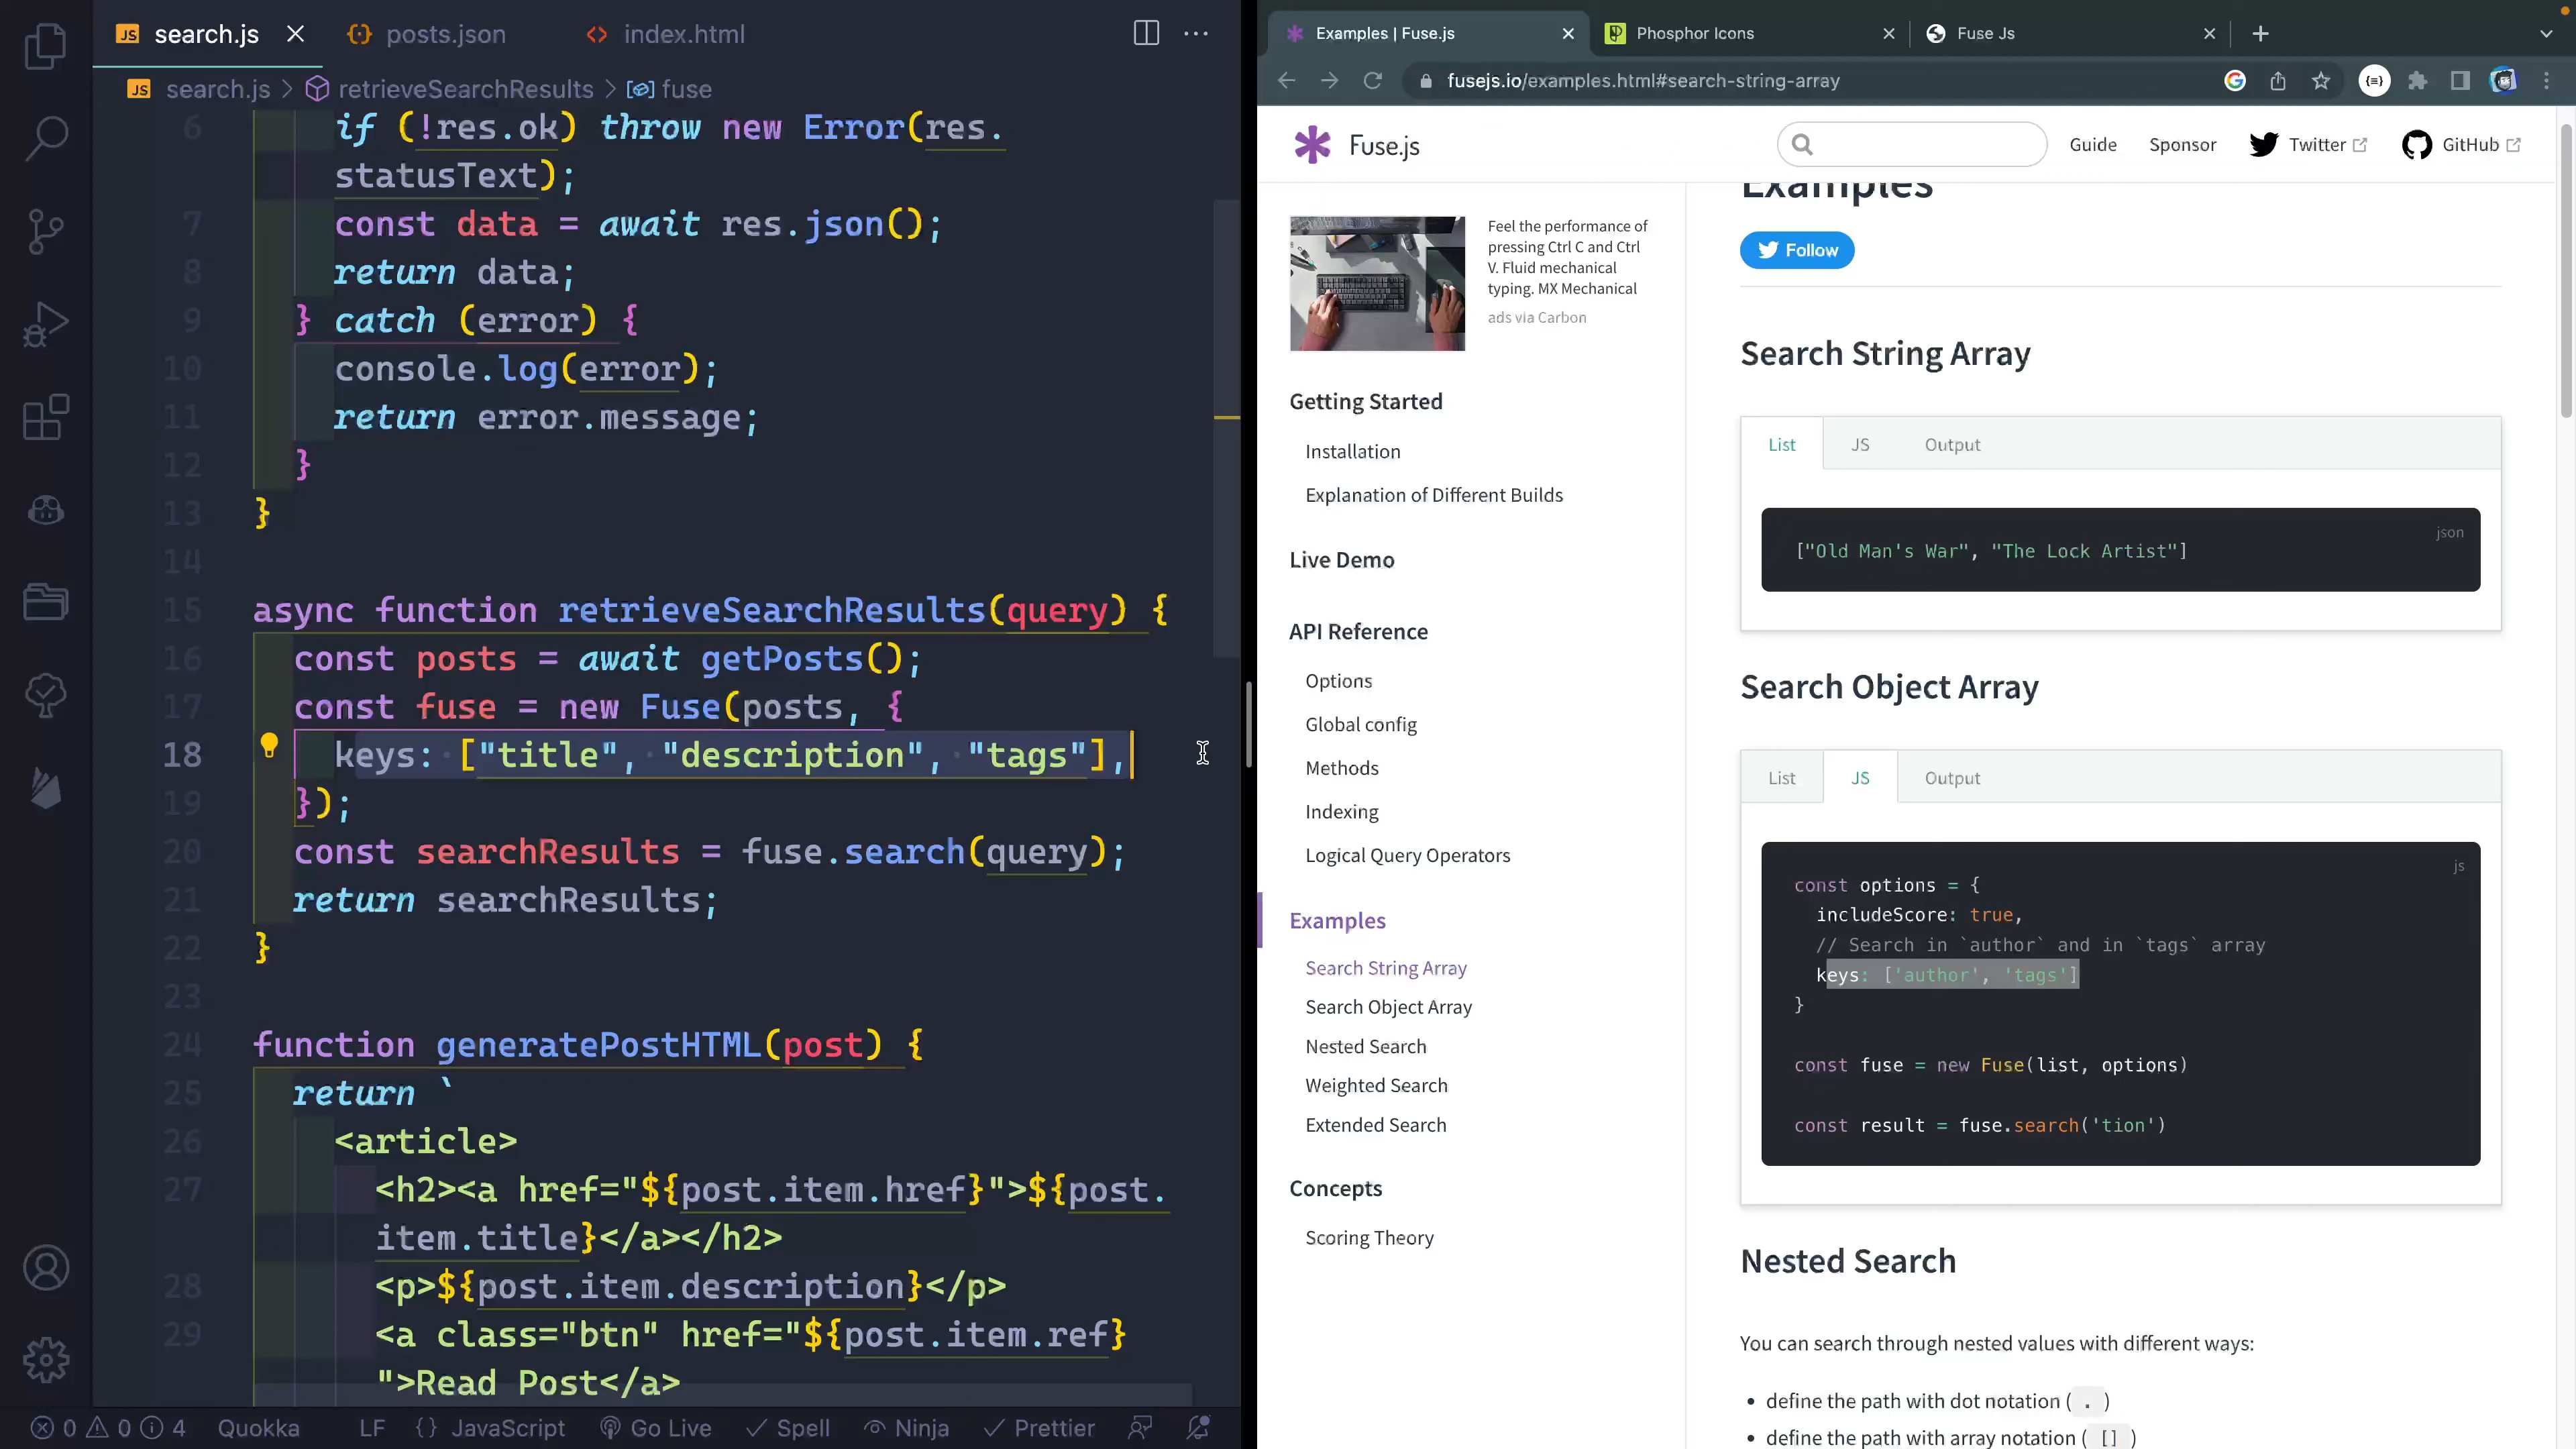 search.js
posts.json
index.html
search.js > retrieveSearchResults > fuse
6 if (!res.ok) throw new Error(res.
statusText);
7 const data = await res.json();
8 return data;
9 } catch (error) {
10 console.log(error);
11 return error.message;
12 }
13 }
14
15 async function retrieveSearchResults(query) {
16 const posts = await getPosts();
17 const fuse = new Fuse(posts, {
18 keys: ["title", "description", "tags"],
19 });
20 const searchResults = fuse.search(query);
21 return searchResults;
22 }
23
24 function generatePostHTML(post) {
25 return `
26 <article>
27 <h2><a href="${post.item.href}">${post.
item.title}</a></h2>
28 <p>${post.item.description}</p>
29 <a class="btn" href="${post.item.ref}
">Read Post</a>
0 0 4 Quokka LF {} JavaScript Go Live Spell Ninja Prettier
Examples | Fuse.js
Phosphor Icons
Fuse Js
fusejs.io/examples.html#search-string-array
Fuse.js
Guide
Sponsor
Twitter
GitHub
Feel the performance of
pressing Ctrl C and Ctrl
V. Fluid mechanical
typing. MX Mechanical
ads via Carbon
Getting Started
Installation
Explanation of Different Builds
Live Demo
API Reference
Options
Global config
Methods
Indexing
Logical Query Operators
Examples
Search String Array
Search Object Array
Nested Search
Weighted Search
Extended Search
Concepts
Scoring Theory
Examples
Follow
Search String Array
List JS Output
json
["Old Man's War", "The Lock Artist"]
Search Object Array
List JS Output
js
const options = {
includeScore: true,
// Search in `author` and in `tags` array
keys: ['author', 'tags']
}
const fuse = new Fuse(list, options)
const result = fuse.search('tion')
Nested Search
You can search through nested values with different ways:
• define the path with dot notation ( . )
• define the path with array notation ( [] )